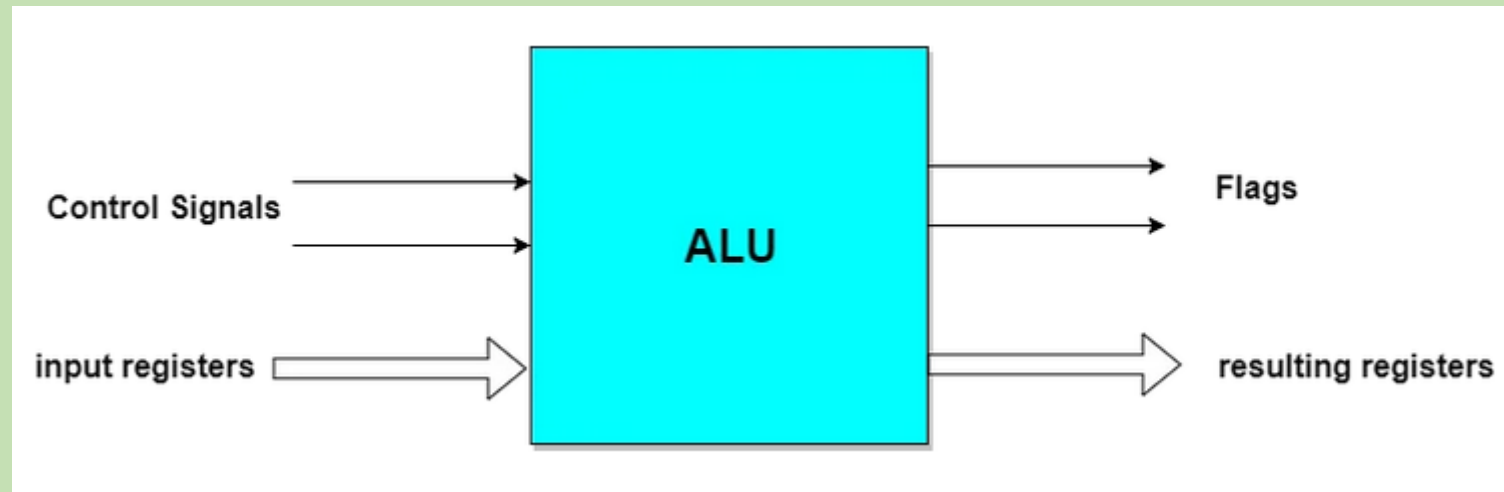 Control Signals
ALU
Flags
input registers
resulting registers